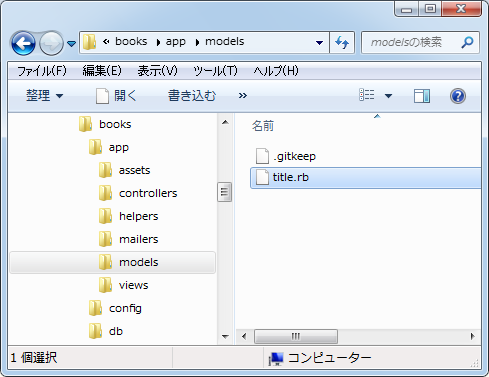 « books ▸ app ▸ models
modelsの検索
ファイル(F) 編集(E) 表示(V) ツール(T) ヘルプ(H)
整理 開く 書き込む »
books
app
assets
controllers
helpers
mailers
models
views
config
db
名前
.gitkeep
title.rb
1 個選択
コンピューター